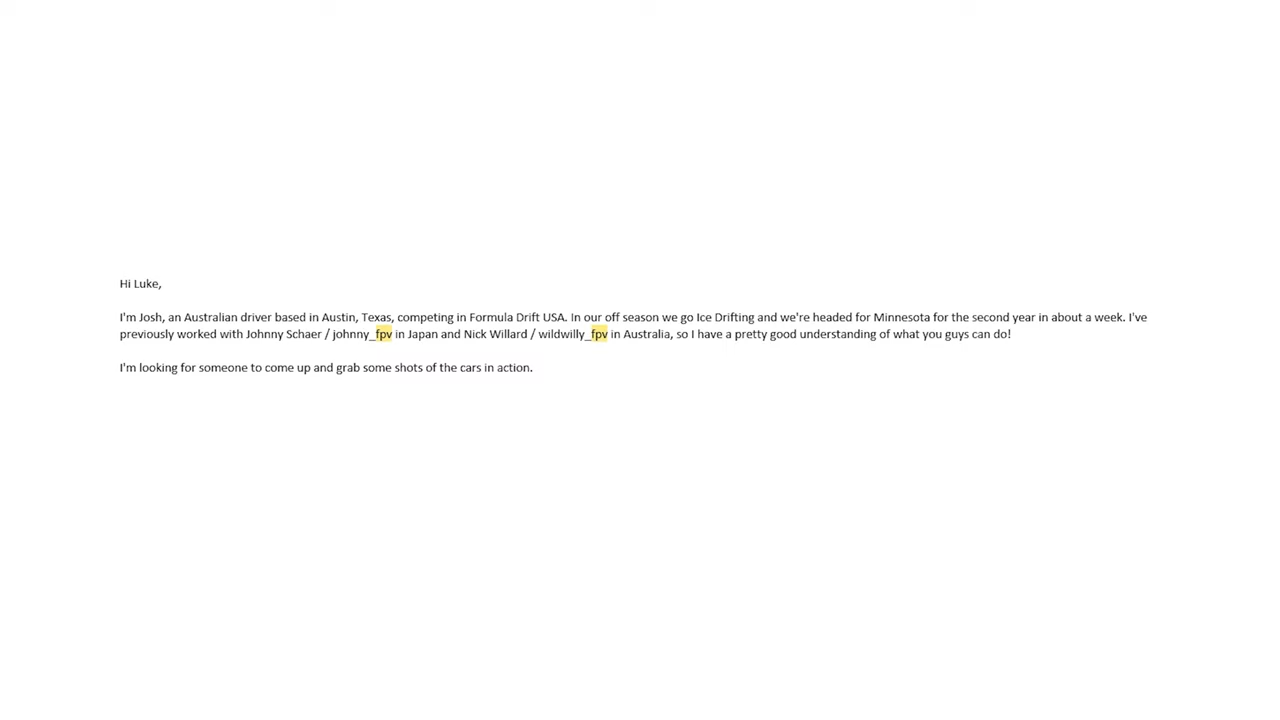 Hi Luke,
I'm Josh, an Australian driver based in Austin, Texas, competing in Formula Drift USA. In our off season we go Ice Drifting and we're headed for Minnesota for the second year in about a week. I've
previously worked with Johnny Schaer / johnny_fpv in Japan and Nick Willard / wildwilly_fpv in Australia, so I have a pretty good understanding of what you guys can do!
I'm looking for someone to come up and grab some shots of the cars in action.